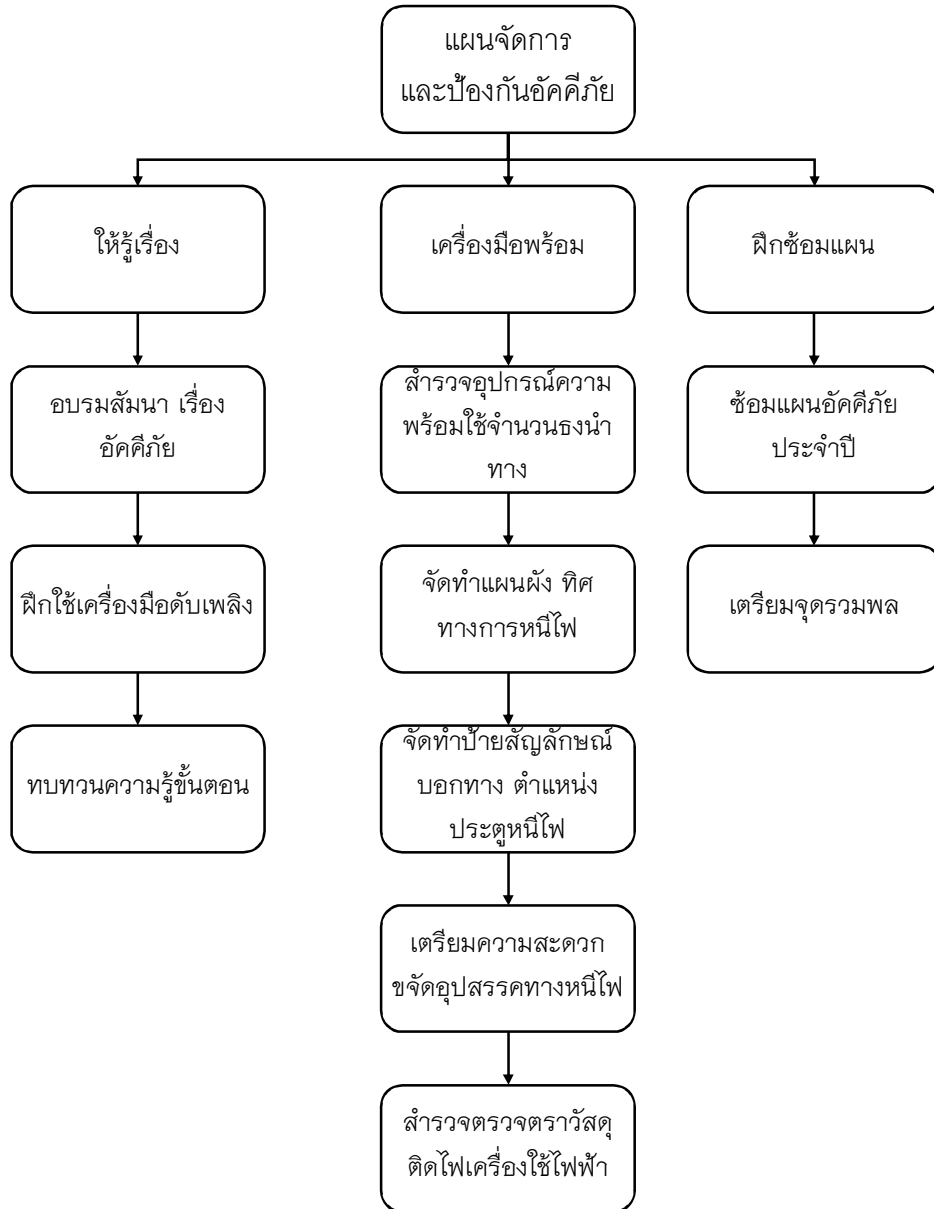 แผนจัดการ
และป้องกันอัคคีภัย
ให้รู้เรื่อง
เครื่องมือพร้อม
ฝึกซ้อมแผน
อบรมสัมนา เรื่อง
อัคคีภัย
สำรวจอุปกรณ์ความ
พร้อมใช้จำนวนธงนำ
ทาง
ซ้อมแผนอัคคีภัย
ประจำปี
ฝึกใช้เครื่องมือดับเพลิง
จัดทำแผนผัง ทิศ
ทางการหนีไฟ
เตรียมจุดรวมพล
ทบทวนความรู้ขั้นตอน
จัดทำป้ายสัญลักษณ์
บอกทาง ตำแหน่ง
ประตูหนีไฟ
เตรียมความสะดวก
ขจัดอุปสรรคทางหนีไฟ
สำรวจตรวจตราวัสดุ
ติดไฟเครื่องใช้ไฟฟ้า